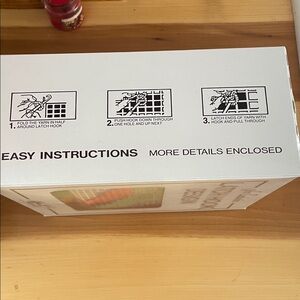 1. FOLD THE YARN IN HALF
AROUND LATCH HOOK
2. PUSH HOOK DOWN THROUGH
ONE HOLE AND UP NEXT
3. LATCH ENDS OF YARN WITH
HOOK AND PULL THROUGH
EASY INSTRUCTIONS MORE DETAILS ENCLOSED